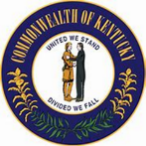 COMMONWEALTH OF KENTUCKY
UNITED WE STAND
DIVIDED WE FALL